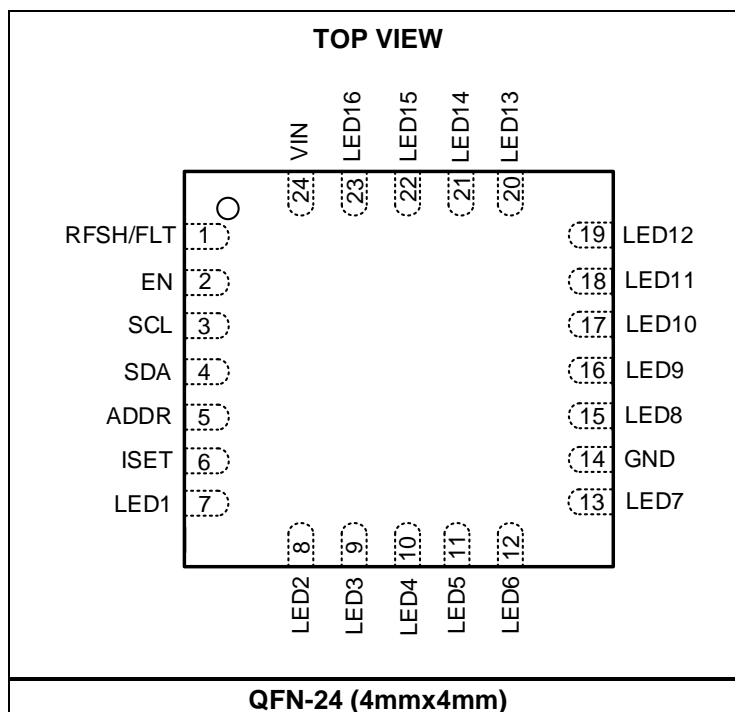 TOP VIEW
VIN
LED16
LED15
LED14
LED13
24
23
22
21
20
RFSH/FLT 1
EN 2
SCL 3
SDA 4
ADDR 5
ISET 6
LED1 7
19 LED12
18 LED11
17 LED10
16 LED9
15 LED8
14 GND
13 LED7
8
9
10
11
12
LED2
LED3
LED4
LED5
LED6
QFN-24 (4mmx4mm)